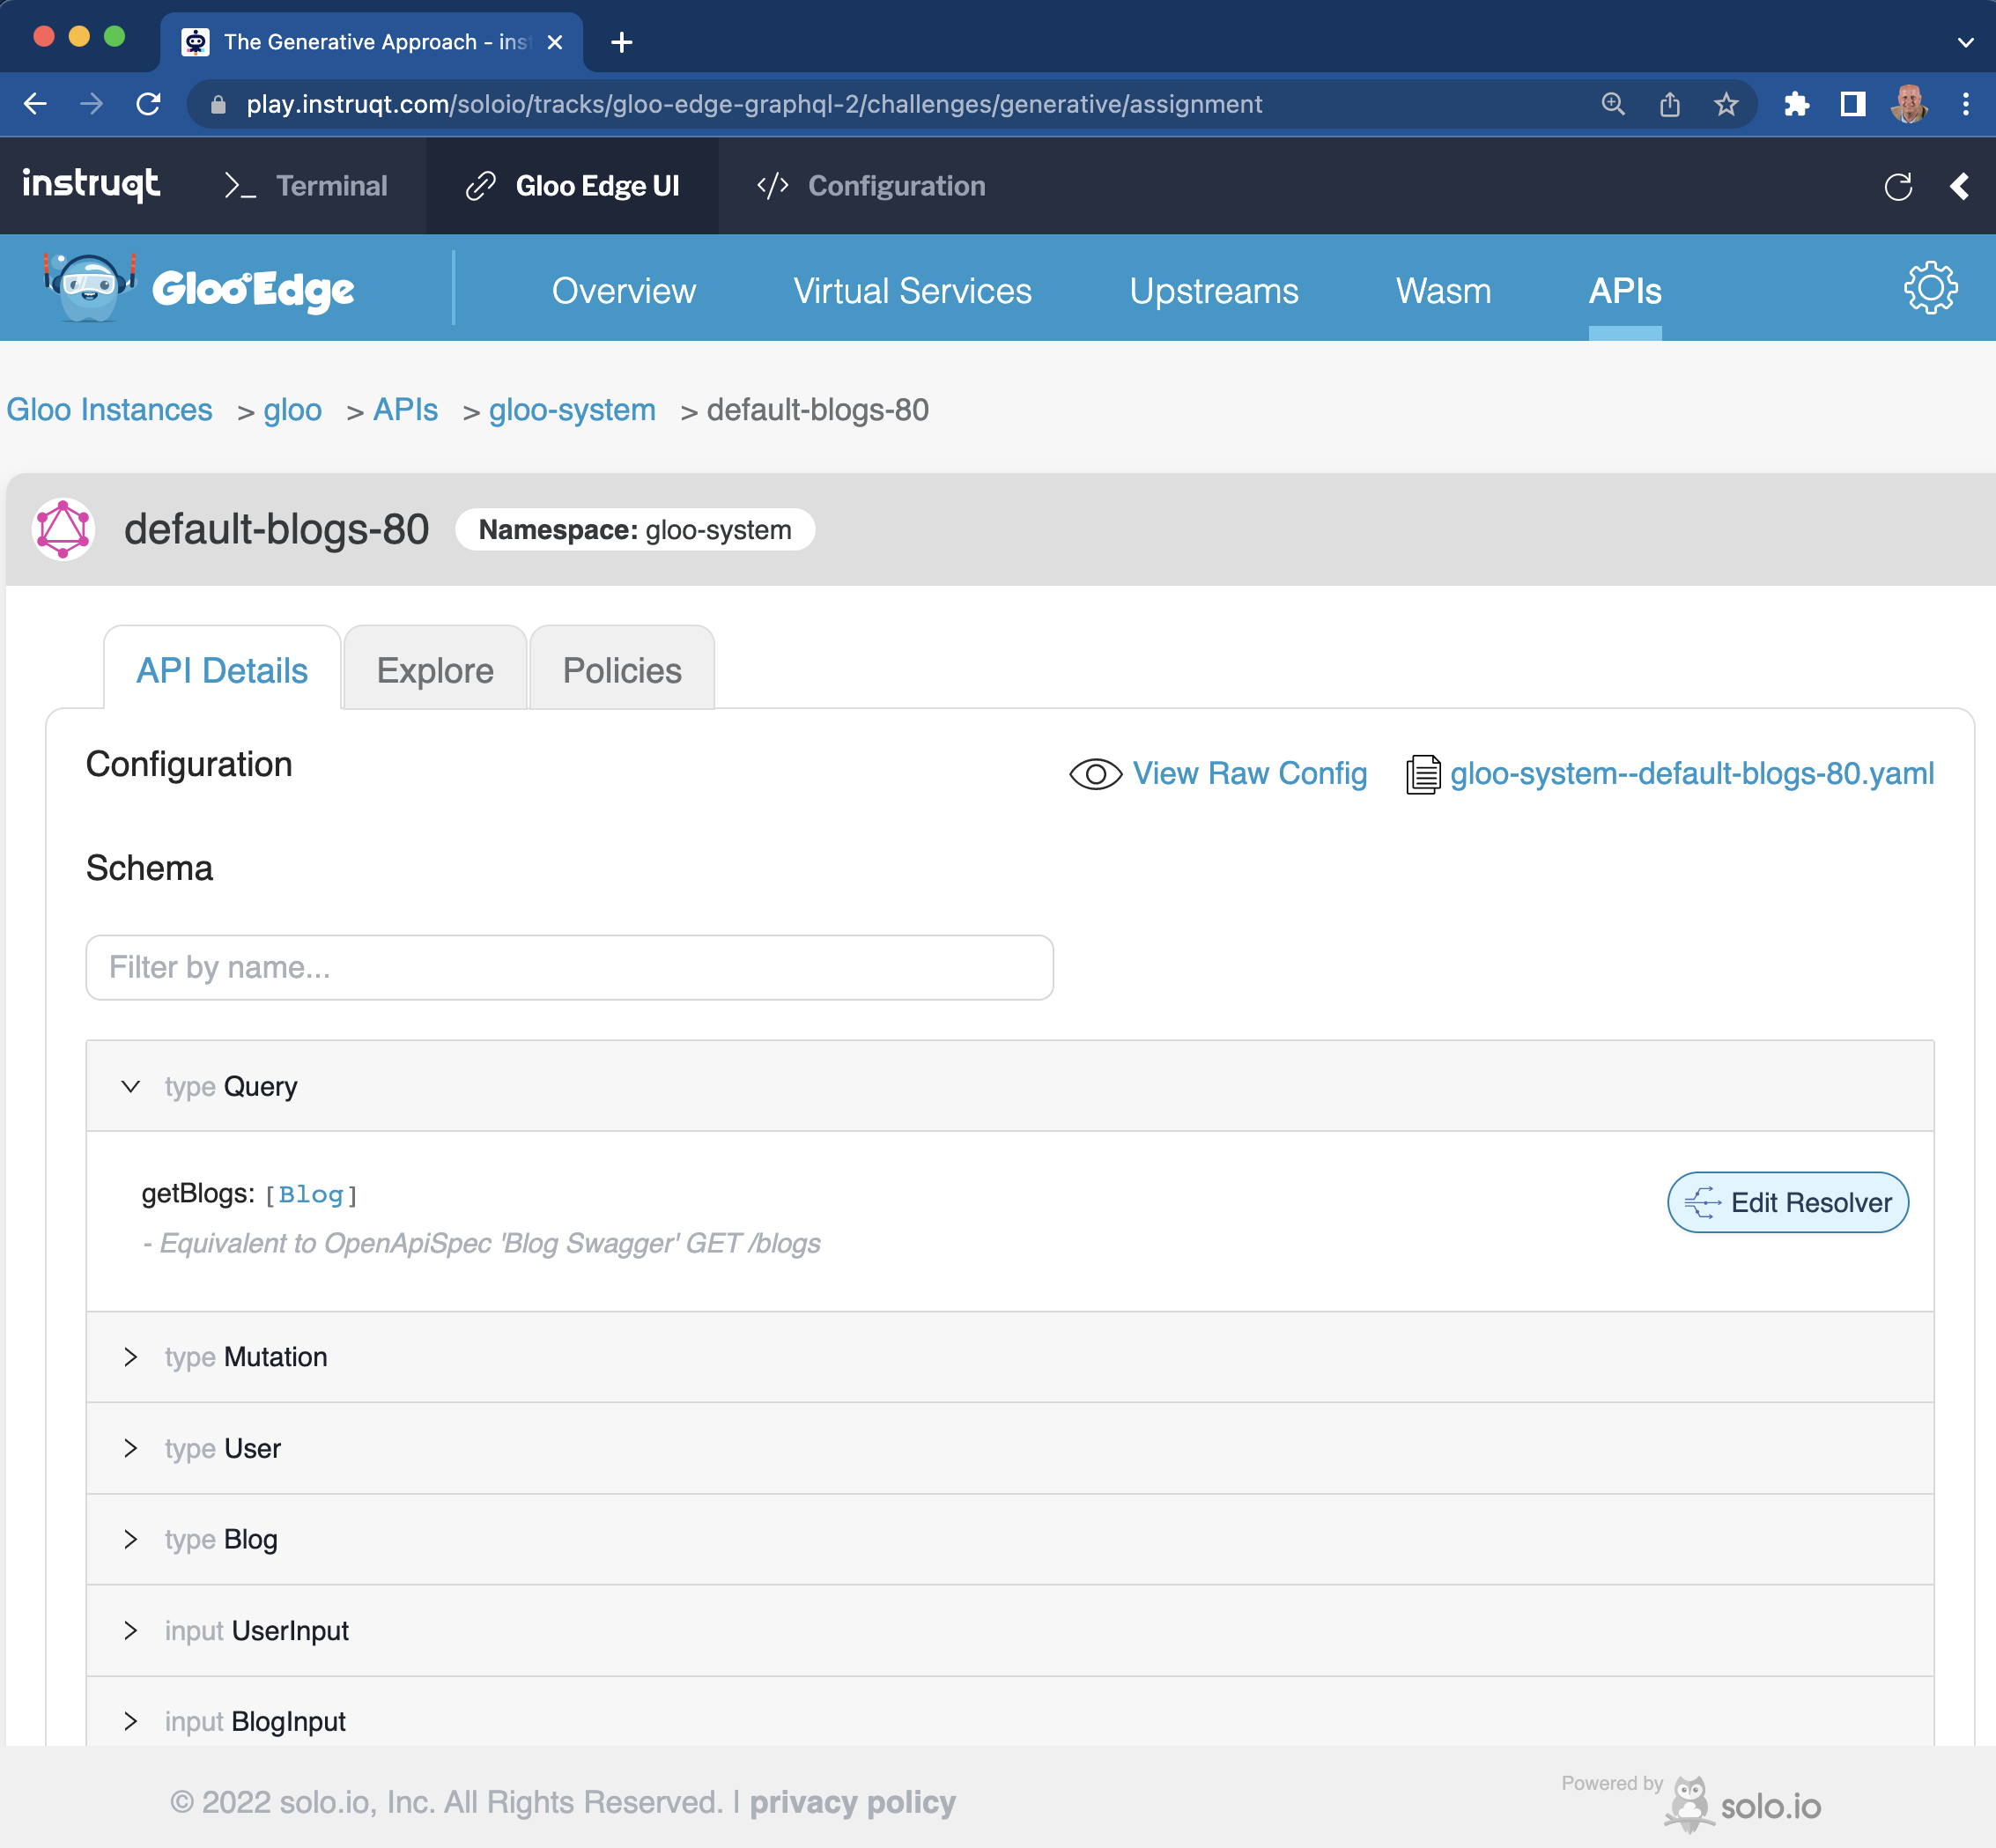 The Generative Approach - ins
play.instruqt.com/soloio/tracks/gloo-edge-graphql-2/challenges/generative/assignment
instruqt Terminal Gloo Edge UI Configuration
Gloo Edge Overview Virtual Services Upstreams Wasm APIs
Gloo Instances > gloo > APIs > gloo-system > default-blogs-80
default-blogs-80 Namespace: gloo-system
API Details Explore Policies
Configuration View Raw Config gloo-system--default-blogs-80.yaml
Schema
Filter by name...
type Query
getBlogs: [Blog] Edit Resolver
- Equivalent to OpenApiSpec 'Blog Swagger' GET /blogs
type Mutation
type User
type Blog
input UserInput
input BlogInput
© 2022 solo.io, Inc. All Rights Reserved. | privacy policy Powered by solo.io